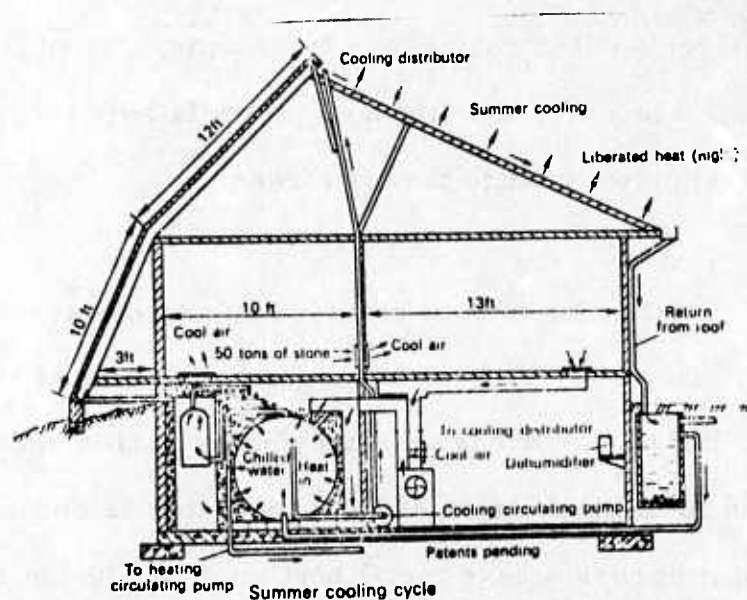 Cooling distributor
Summer cooling
Liberated heat (night)
12ft
10 ft
3ft
10 ft
13ft
Cool air
50 tons of stone
Cool air
Return
from roof
Chilled
water
Heat
in
To cooling distributor
Cool air
Dehumidifier
Cooling circulating pump
Patents pending
To heating
circulating pump
Summer cooling cycle